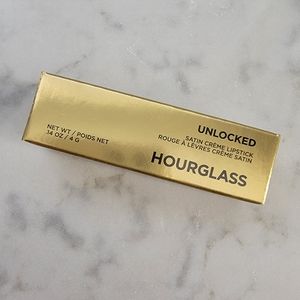 UNLOCKED
SATIN CRÈME LIPSTICK
ROUGE À LÈVRES CRÈME SATIN
HOURGLASS
NET WT / POIDS NET
.14 OZ / 4 G